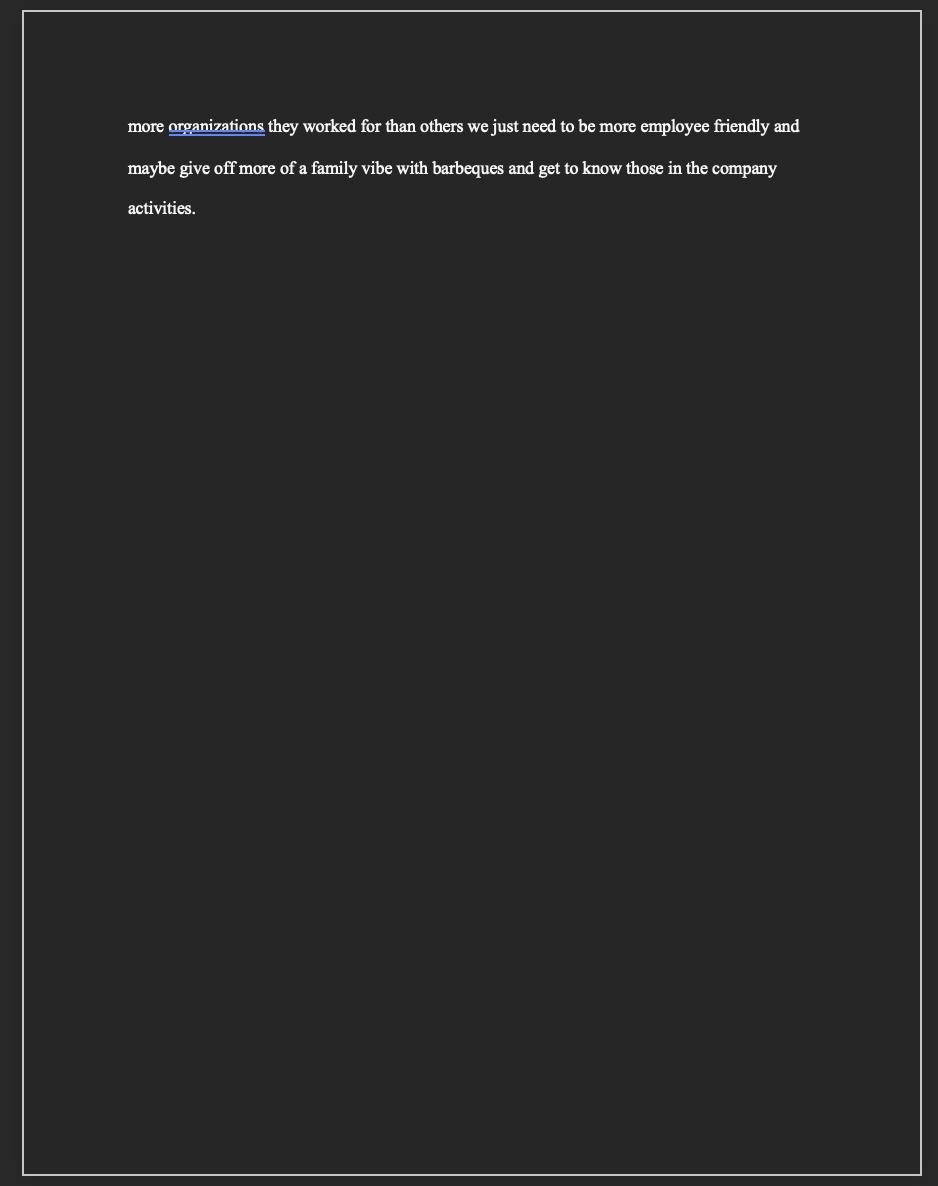 more organizations they worked for than others we just need to be more employee friendly and
maybe give off more of a family vibe with barbeques and get to know those in the company
activities.